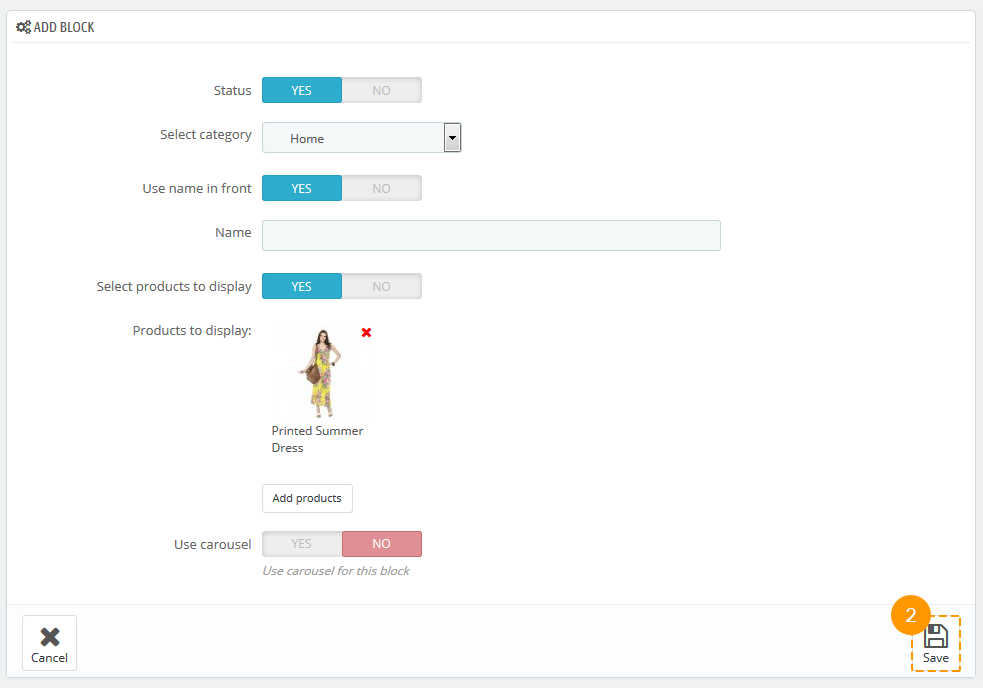 ADD BLOCK
Status YES NO
Select category Home
Use name in front YES NO
Name
Select products to display YES NO
Products to display:
Printed Summer
Dress
Add products
Use carousel YES NO
Use carousel for this block
2
Cancel Save